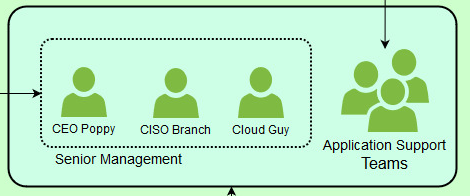 CEO Poppy
CISO Branch
Cloud Guy
Senior Management
Application Support
Teams